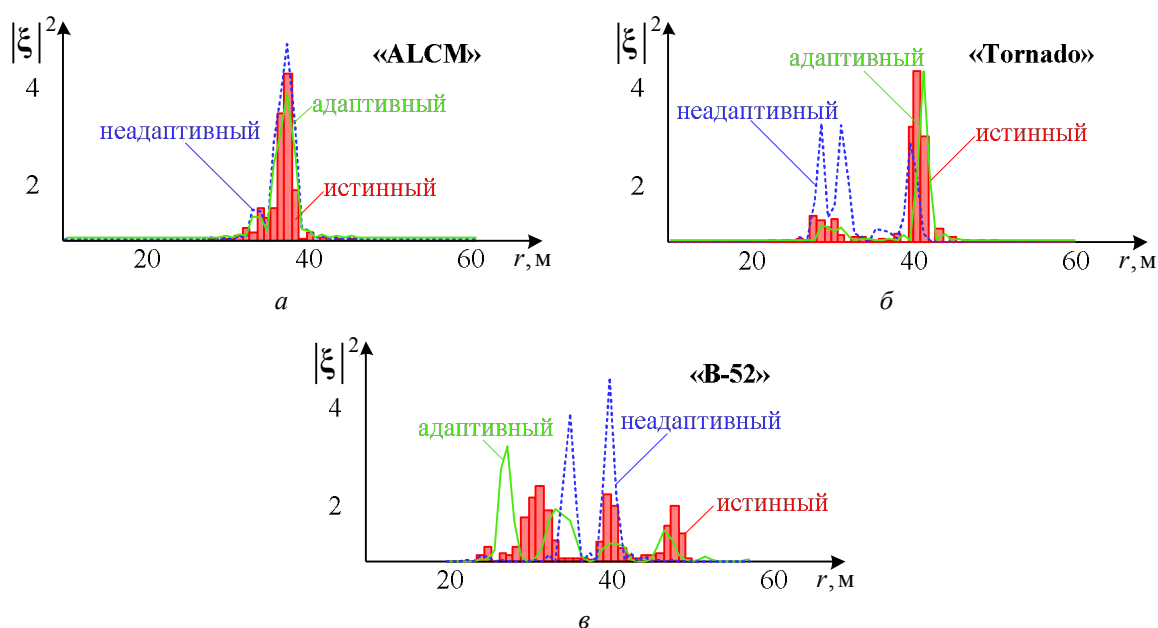 |ξ|²
«ALCM»
4
адаптивный
неадаптивный
2
истинный
20
40
60
r, м
а
|ξ|²
«Tornado»
адаптивный
4
неадаптивный
истинный
2
20
40
60
r, м
б
|ξ|²
«B-52»
4
неадаптивный
адаптивный
2
истинный
20
40
60
r, м
в